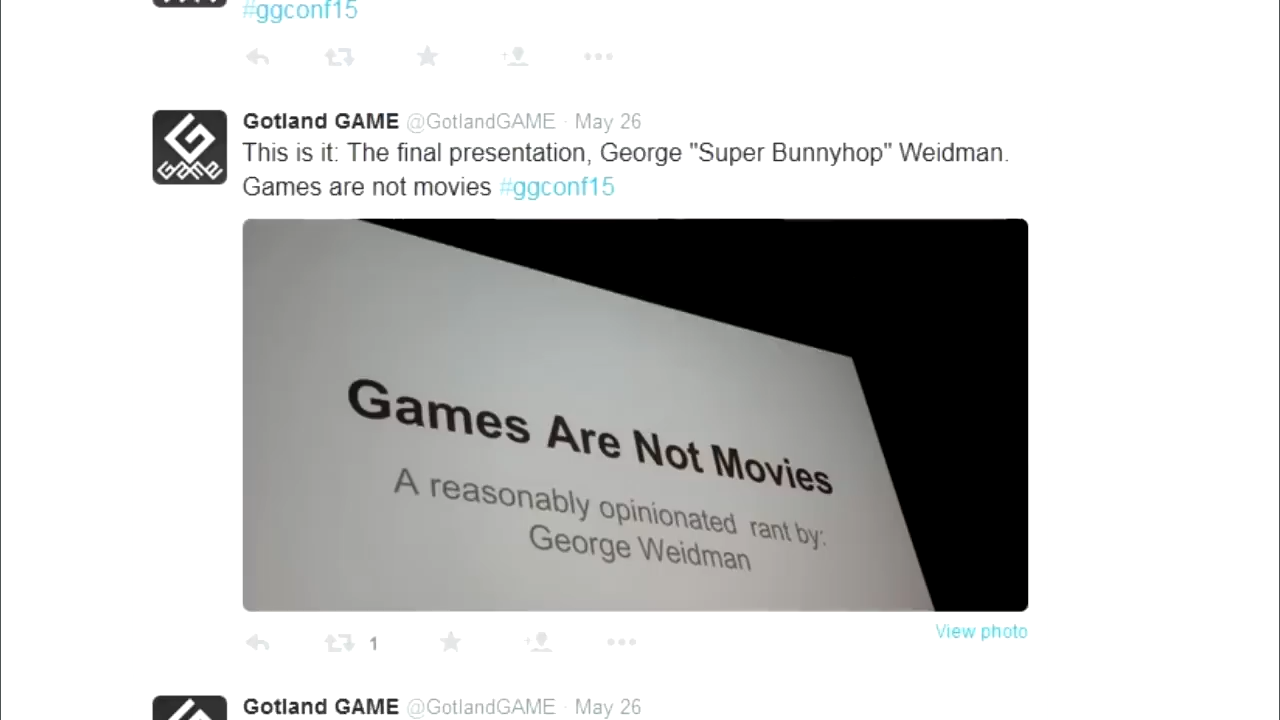 #ggconf15
Gotland GAME @GotlandGAME · May 26
This is it: The final presentation, George "Super Bunnyhop" Weidman.
Games are not movies #ggconf15
GAME
Games Are Not Movies
A reasonably opinionated rant by:
George Weidman
1
View photo
Gotland GAME @GotlandGAME · May 26